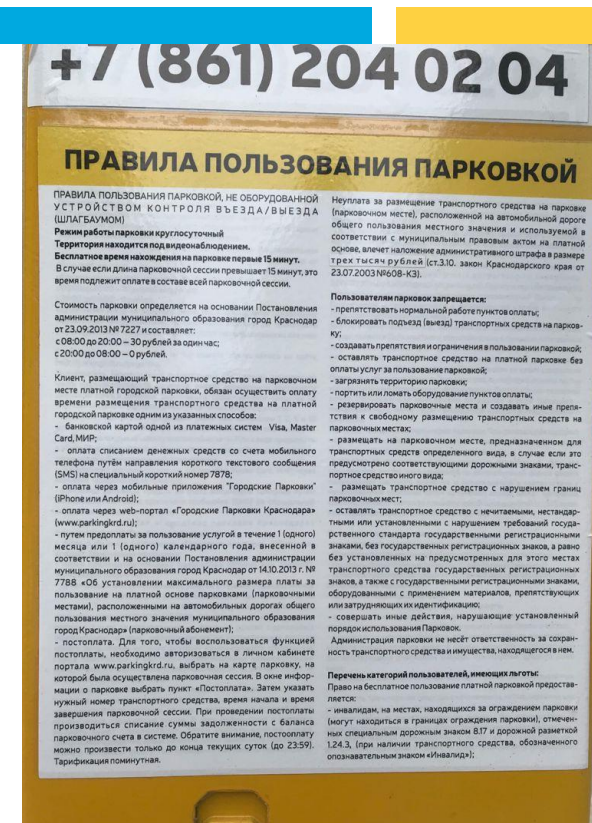 +7 (861) 204 02 04
ПРАВИЛА ПОЛЬЗОВАНИЯ ПАРКОВКОЙ
ПРАВИЛА ПОЛЬЗОВАНИЯ ПАРКОВКОЙ, НЕ ОБОРУДОВАННОЙ
УСТРОЙСТВОМ КОНТРОЛЯ ВЪЕЗДА/ВЫЕЗДА
(ШЛАГБАУМОМ)
Режим работы парковки круглосуточный
Территория находится под видеонаблюдением.
Бесплатное время нахождения на парковке первые 15 минут.
В случае если длина парковочной сессии превышает 15 минут, это
время подлежит оплате в составе всей парковочной сессии.
Стоимость парковки определяется на основании Постановления
администрации муниципального образования город Краснодар
от 23.09.2013 № 7227 и составляет:
с 08:00 до 20:00 – 30 рублей за один час;
с 20:00 до 08:00 – 0 рублей.
Клиент, размещающий транспортное средство на парковочном
месте платной городской парковки, обязан осуществить оплату
времени размещения транспортного средства на платной
городской парковке одним из указанных способов:
- банковской картой одной из платежных систем Visa, Master
Card, МИР;
- оплата списанием денежных средств со счета мобильного
телефона путём направления короткого текстового сообщения
(SMS) на специальный короткий номер 7878;
- оплата через мобильные приложения "Городские Парковки"
(iPhone или Android);
- оплата через web-портал «Городские Парковки Краснодара»
(www.parkingkrd.ru);
- путем предоплаты за пользование услугой в течение 1 (одного)
месяца или 1 (одного) календарного года, внесенной в
соответствии и на основании Постановления администрации
муниципального образования город Краснодар от 14.10.2013 г. №
7788 «Об установлении максимального размера платы за
пользование на платной основе парковками (парковочными
местами), расположенными на автомобильных дорогах общего
пользования местного значения муниципального образования
город Краснодар» (парковочный абонемент);
- постоплата. Для того, чтобы воспользоваться функцией
постоплаты, необходимо авторизоваться в личном кабинете
портала www.parkingkrd.ru, выбрать на карте парковку, на
которой была осуществлена парковочная сессия. В окне инфор-
мации о парковке выбрать пункт «Постоплата». Затем указать
нужный номер транспортного средства, время начала и время
завершения парковочной сессии. При проведении постоплаты
производиться списание суммы задолженности с баланса
парковочного счета в системе. Обратите внимание, постооплату
можно произвести только до конца текущих суток (до 23:59).
Тарификация поминутная.
Неуплата за размещение транспортного средства на парковке
(парковочном месте), расположенной на автомобильной дороге
общего пользования местного значения и используемой в
соответствии с муниципальным правовым актом на платной
основе, влечет наложение административного штрафа в размере
трех тысяч рублей (ст.3.10. закон Краснодарского края от
23.07.2003 №608-КЗ).
Пользователям парковок запрещается:
- препятствовать нормальной работе пунктов оплаты;
- блокировать подъезд (выезд) транспортных средств на парков-
ку;
- создавать препятствия и ограничения в пользовании парковкой;
- оставлять транспортное средство на платной парковке без
оплаты услуг за пользование парковкой;
- загрязнять территорию парковки;
- портить или ломать оборудование пунктов оплаты;
- резервировать парковочные места и создавать иные препя-
тствия к свободному размещению транспортных средств на
парковочных местах;
- размещать на парковочном месте, предназначенном для
транспортных средств определенного вида, в случае если это
предусмотрено соответствующими дорожными знаками, транс-
портное средство иного вида;
- размещать транспортное средство с нарушением границ
парковочных мест;
- оставлять транспортное средство с нечитаемыми, нестандар-
тными или установленными с нарушением требований госуда-
рственного стандарта государственными регистрационными
знаками, без государственных регистрационных знаков, а равно
без установленных на предусмотренных для этого местах
транспортного средства государственных регистрационных
знаков, а также с государственными регистрационными знаками,
оборудованными с применением материалов, препятствующих
или затрудняющих их идентификацию;
- совершать иные действия, нарушающие установленный
порядок использования Парковок.
Администрация парковки не несёт ответственность за сохран-
ность транспортного средства и имущества, находящегося в нем.
Перечень категорий пользователей, имеющих льготы:
Право на бесплатное пользование платной парковкой предостав-
ляется:
- инвалидам, на местах, находящихся за ограждением парковки
(могут находиться в границах ограждения парковки), отмечен-
ных специальным дорожным знаком 8.17 и дорожной разметкой
1.24.3, (при наличии транспортного средства, обозначенного
опознавательным знаком «Инвалид»);